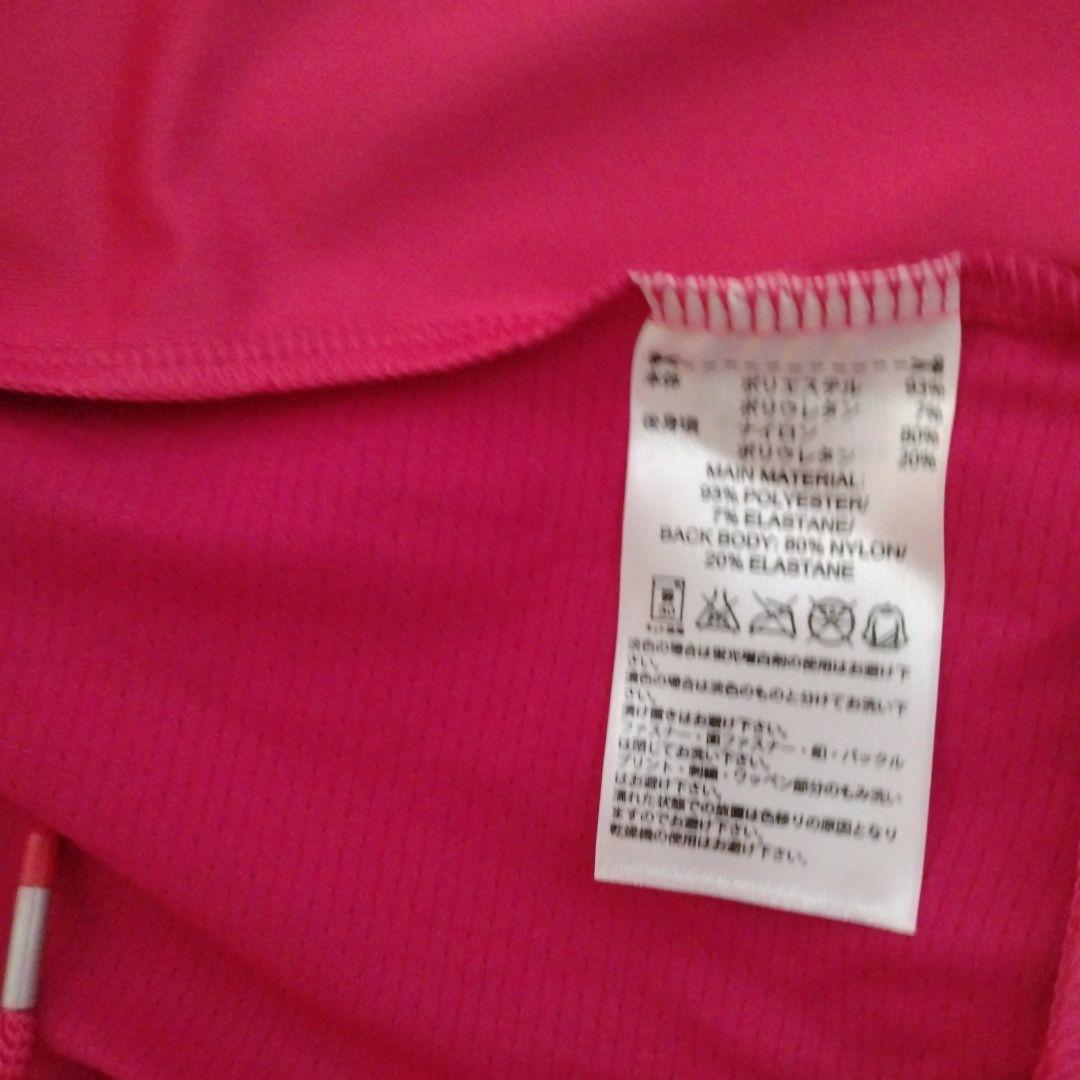 本体 ポリエステル 93%
ポリウレタン 7%
後身頃 ナイロン 80%
ポリウレタン 20%
MAIN MATERIAL:
93% POLYESTER/
7% ELASTANE/
BACK BODY: 80% NYLON/
20% ELASTANE
淡色の場合は蛍光増白剤の使用はお避け下
さい。
濃色の場合は淡色のものと分けてお洗い下
さい。
漬け置きはお避け下さい。
ファスナー・面ファスナー・紐・バックル
は閉じてお洗い下さい。
プリント・刺繍・ワッペン部分のもみ洗い
はお避け下さい。
濡れた状態での放置は色移りの原因となり
ますのでお避け下さい。
乾燥機の使用はお避け下さい。